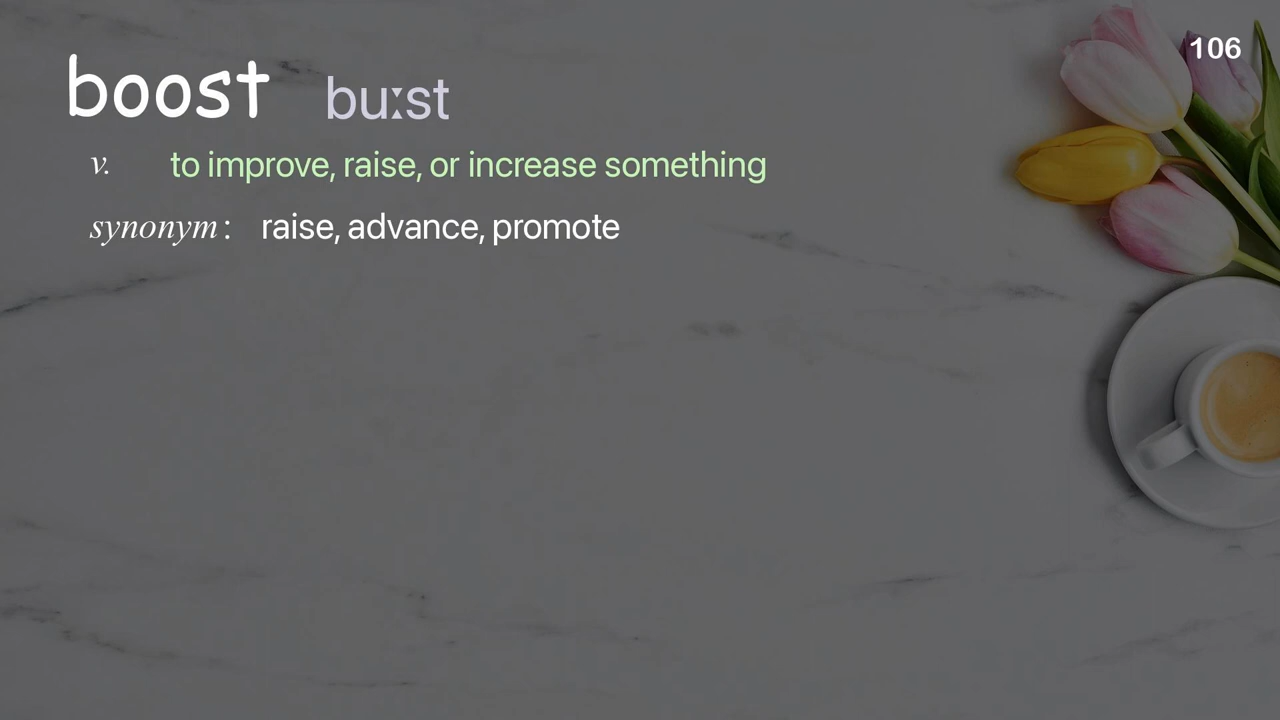 106
boost buːst
v. to improve, raise, or increase something
synonym : raise, advance, promote